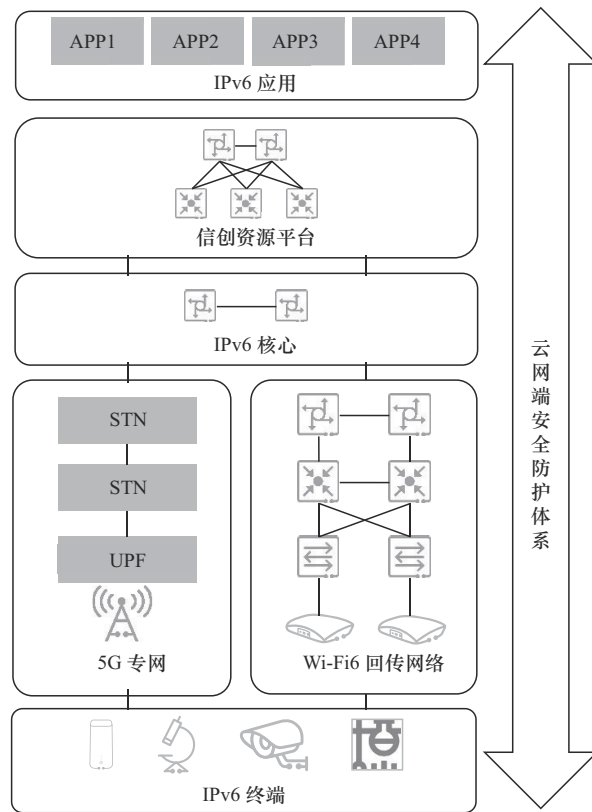 APP1 APP2 APP3 APP4
IPv6 应用
信创资源平台
IPv6 核心
STN
STN
UPF
5G 专网
Wi-Fi6 回传网络
IPv6 终端
云网端安全防护体系